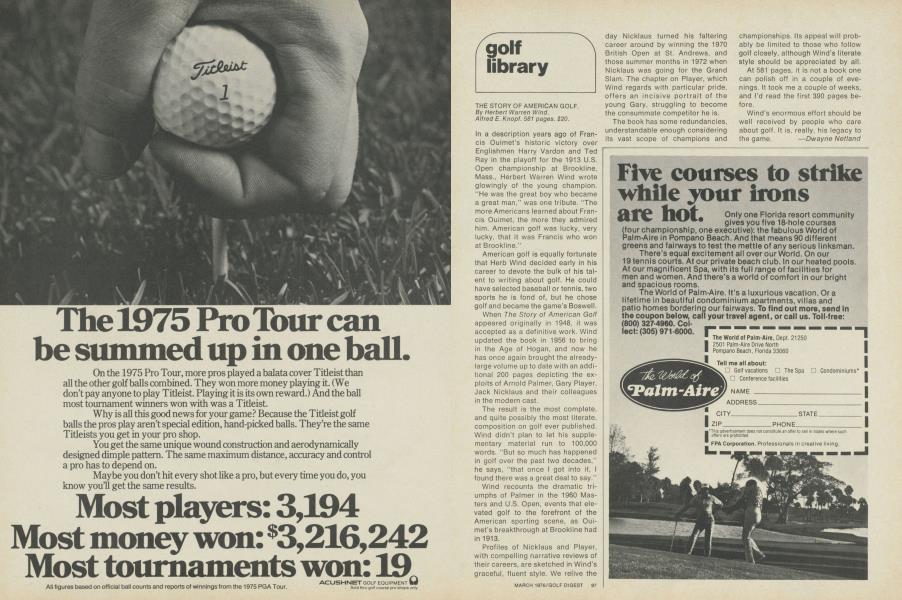 Titleist
1
The 1975 Pro Tour can
be summed up in one ball.
On the 1975 Pro Tour, more pros played a balata cover Titleist than
all the other golf balls combined. They won more money playing it. (We
don't pay anyone to play Titleist. Playing it is its own reward.) And the ball
most tournament winners won with was a Titleist.
Why is all this good news for your game? Because the Titleist golf
balls the pros play aren't special edition, hand-picked balls. They're the same
Titleists you get in your pro shop.
You get the same unique wound construction and aerodynamically
designed dimple pattern. The same maximum distance, accuracy and control
a pro has to depend on.
Maybe you don't hit every shot like a pro, but every time you do, you
know you'll get the same results.
Most players: 3,194
Most money won: $3,216,242
Most tournaments won: 19
All figures based on official ball counts and reports of winnings from the 1975 PGA Tour.
ACUSHNET GOLF EQUIPMENT
Sold thru golf course pro shops only
golf
library
THE STORY OF AMERICAN GOLF.
By Herbert Warren Wind.
Alfred E. Knopf. 581 pages. $20.
In a description years ago of Fran-
cis Ouimet's historic victory over
Englishmen Harry Vardon and Ted
Ray in the playoff for the 1913 U.S.
Open championship at Brookline,
Mass., Herbert Warren Wind wrote
glowingly of the young champion.
"He was the great boy who became
a great man," was one tribute. "The
more Americans learned about Fran-
cis Ouimet, the more they admired
him. American golf was lucky, very
lucky, that it was Francis who won
at Brookline."
American golf is equally fortunate
that Herb Wind decided early in his
career to devote the bulk of his tal-
ent to writing about golf. He could
have selected baseball or tennis, two
sports he is fond of, but he chose
golf and became the game's Boswell.
When The Story of American Golf
appeared originally in 1948, it was
accepted as a definitive work. Wind
updated the book in 1956 to bring
in the Age of Hogan, and now he
has once again brought the already-
large volume up to date with an addi-
tional 200 pages depicting the ex-
ploits of Arnold Palmer, Gary Player,
Jack Nicklaus and their colleagues
in the modern cast.
The result is the most complete,
and quite possibly the most literate,
composition on golf ever published.
Wind didn't plan to let his supple-
mentary material run to 100,000
words. "But so much has happened
in golf over the past two decades,"
he says, "that once I got into it, I
found there was a great deal to say."
Wind recounts the dramatic tri-
umphs of Palmer in the 1960 Mas-
ters and U.S. Open, events that ele-
vated golf to the forefront of the
American sporting scene, as Oui-
met's breakthrough at Brookline had
in 1913.
Profiles of Nicklaus and Player,
with compelling narrative reviews of
their careers, are sketched in Wind's
graceful, fluent style. We relive the
day Nicklaus turned his faltering
career around by winning the 1970
British Open at St. Andrews, and
those summer months in 1972 when
Nicklaus was going for the Grand
Slam. The chapter on Player, which
Wind regards with particular pride,
offers an incisive portrait of the
young Gary, struggling to become
the consummate competitor he is.
The book has some redundancies,
understandable enough considering
its vast scope of champions and
championships. Its appeal will prob-
ably be limited to those who follow
golf closely, although Wind's literate
style should be appreciated by all.
At 581 pages, it is not a book one
can polish off in a couple of eve-
nings. It took me a couple of weeks,
and I'd read the first 390 pages be-
fore.
Wind's enormous effort should be
well received by people who care
about golf. It is, really, his legacy to
the game. —Dwayne Netland
Five courses to strike
while your irons
are hot.
Only one Florida resort community
gives you five 18-hole courses
(four championship, one executive): the fabulous World of
Palm-Aire in Pompano Beach. And that means 90 different
greens and fairways to test the mettle of any serious linksman.
There's equal excitement all over our World. On our
19 tennis courts. At our private beach club. In our heated pools.
At our magnificent Spa, with its full range of facilities for
men and women. And there's a world of comfort in our bright
and spacious rooms.
The World of Palm-Aire. It's a luxurious vacation. Or a
lifetime in beautiful condominium apartments, villas and
patio homes bordering our fairways. To find out more, send in
the coupon below, call your travel agent, or call us. Toll-free:
(800) 327-4960. Col-
lect: (305) 971-6000.
the World of
Palm-Aire
The World of Palm-Aire, Dept. 21250
2501 Palm-Aire Drive North
Pompano Beach, Florida 33060
Tell me all about:
Golf vacations The Spa Condominiums*
Conference facilities
NAME
ADDRESS
CITY STATE
ZIP PHONE
*This advertisement does not constitute an offer to sell in states where such
offers are prohibited.
FPA Corporation. Professionals in creative living.
MARCH 1976/GOLF DIGEST 97